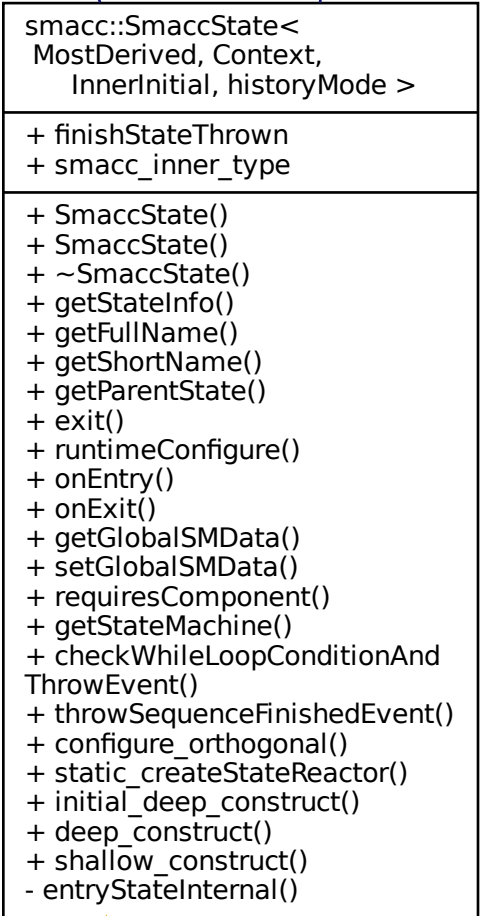 smacc::SmaccState<
MostDerived, Context,
InnerInitial, historyMode >
+ finishStateThrown
+ smacc_inner_type
+ SmaccState()
+ SmaccState()
+ ~SmaccState()
+ getStateInfo()
+ getFullName()
+ getShortName()
+ getParentState()
+ exit()
+ runtimeConfigure()
+ onEntry()
+ onExit()
+ getGlobalSMData()
+ setGlobalSMData()
+ requiresComponent()
+ getStateMachine()
+ checkWhileLoopConditionAnd
ThrowEvent()
+ throwSequenceFinishedEvent()
+ configure_orthogonal()
+ static_createStateReactor()
+ initial_deep_construct()
+ deep_construct()
+ shallow_construct()
- entryStateInternal()